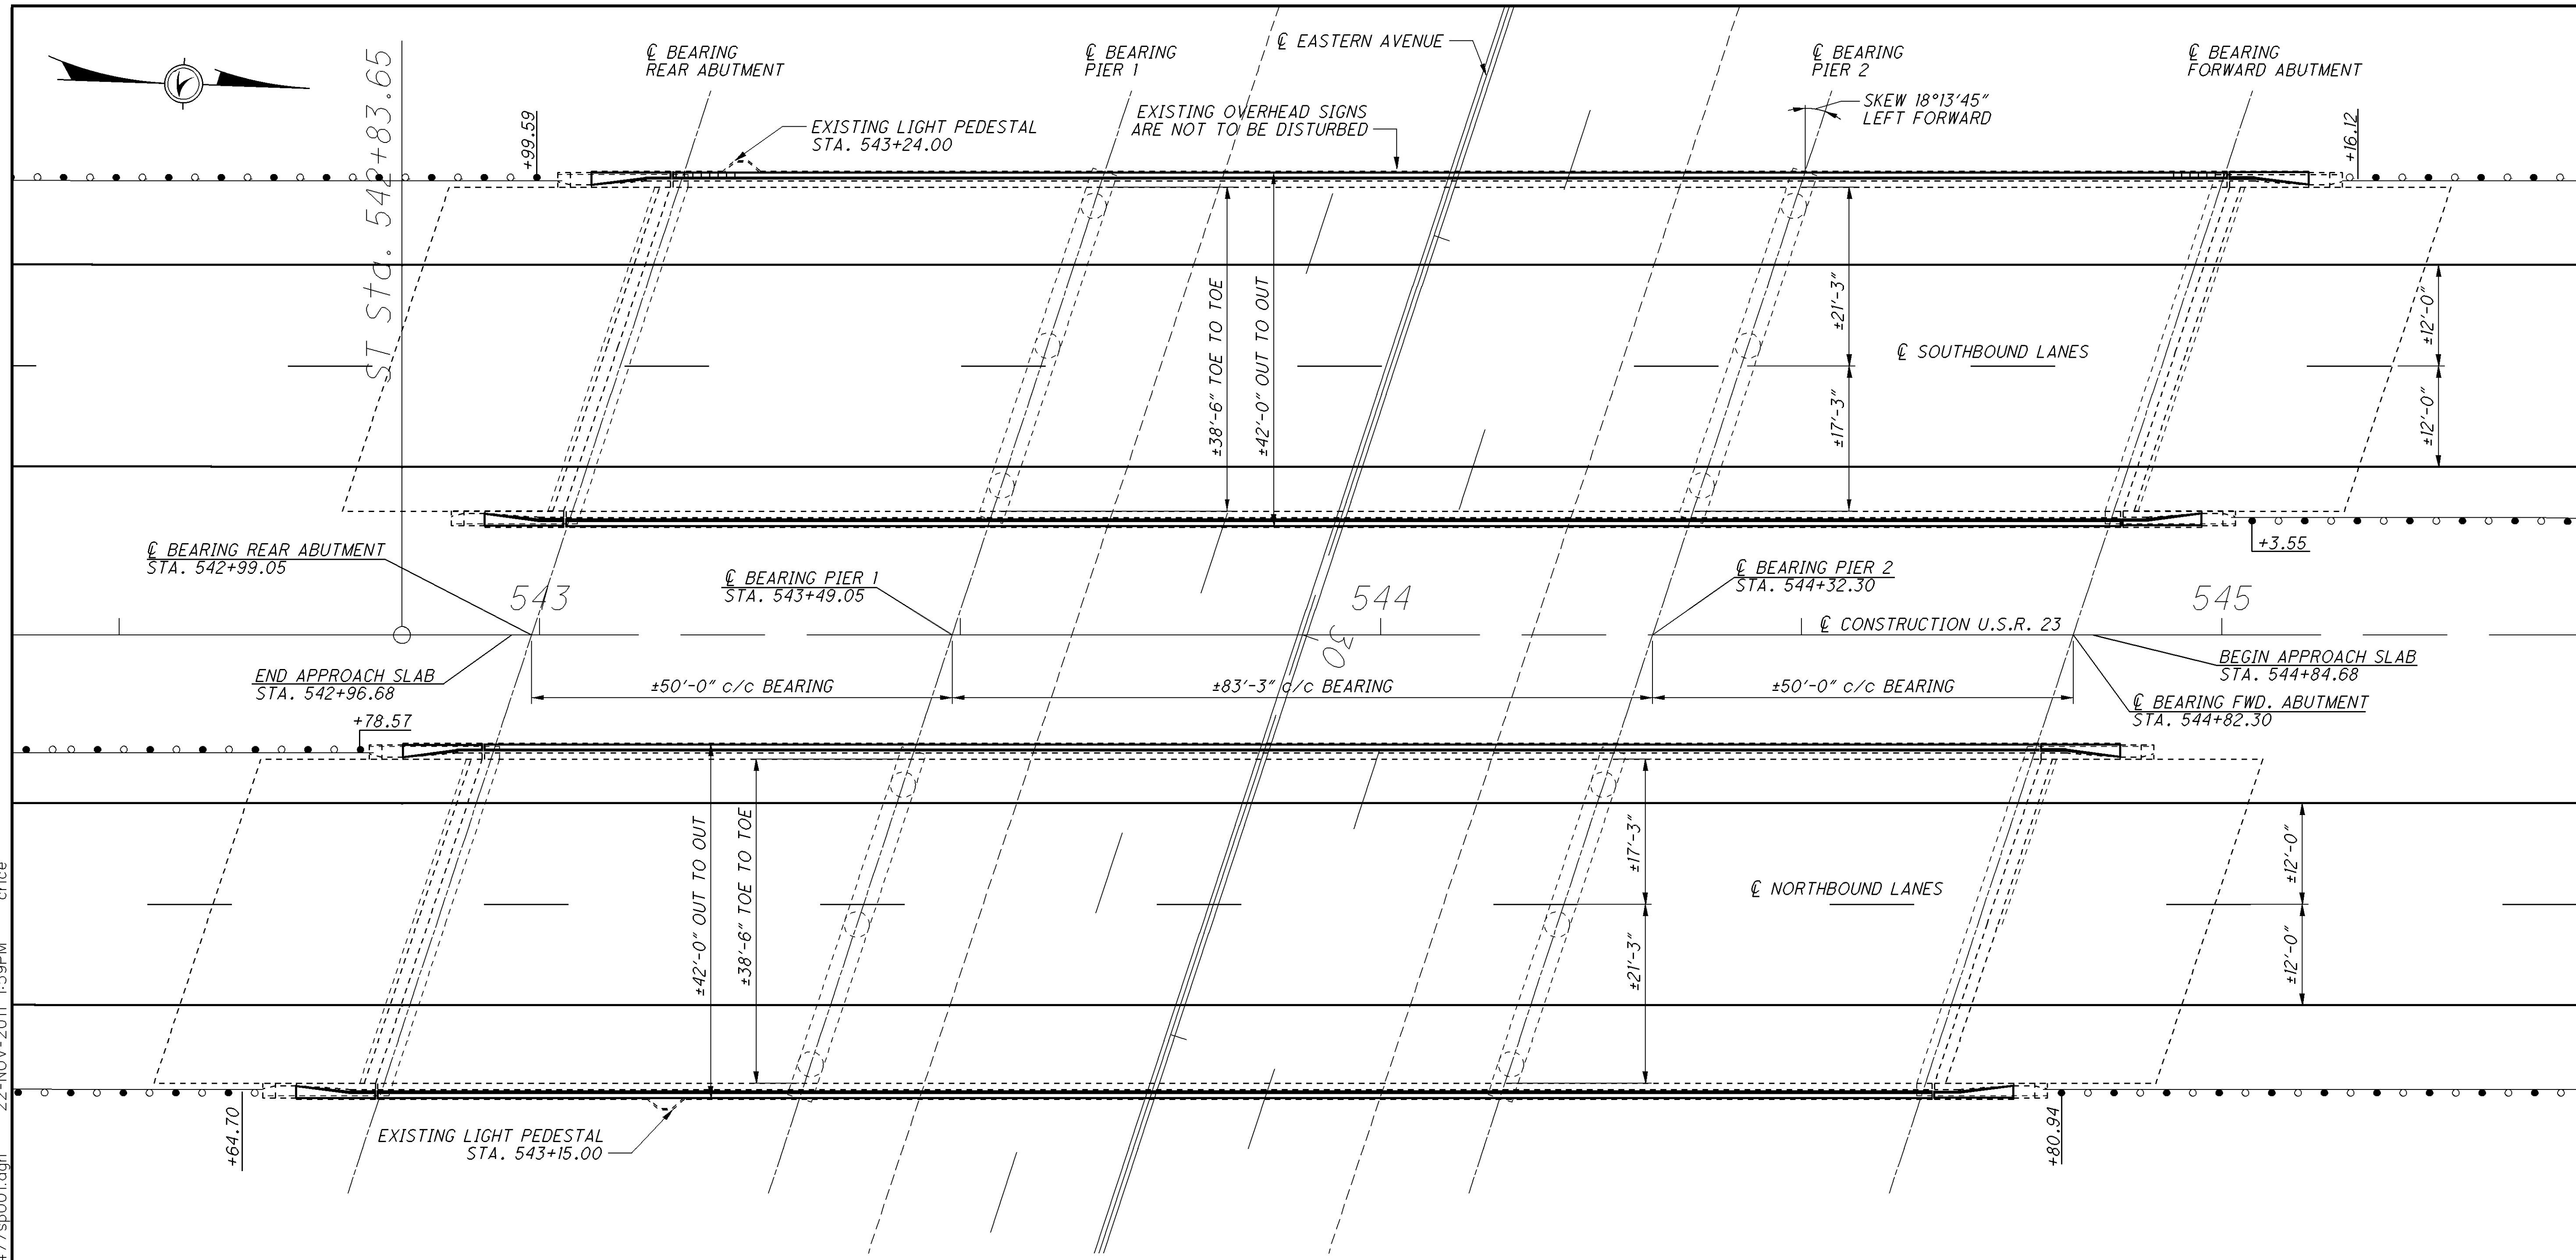 ℄ BEARING
REAR ABUTMENT
℄ BEARING
PIER 1
℄ EASTERN AVENUE
℄ BEARING
PIER 2
℄ BEARING
FORWARD ABUTMENT
ST Sta. 542+83.65
+99.59
EXISTING LIGHT PEDESTAL
STA. 543+24.00
EXISTING OVERHEAD SIGNS
ARE NOT TO BE DISTURBED
SKEW 18°13'45"
LEFT FORWARD
+16.12
±38'-6" TOE TO TOE
±42'-0" OUT TO OUT
±21'-3"
±17'-3"
℄ SOUTHBOUND LANES
±12'-0"
±12'-0"
℄ BEARING REAR ABUTMENT
STA. 542+99.05
543
℄ BEARING PIER 1
STA. 543+49.05
544
30
℄ BEARING PIER 2
STA. 544+32.30
℄ CONSTRUCTION U.S.R. 23
545
+3.55
END APPROACH SLAB
STA. 542+96.68
±50'-0" c/c BEARING
±83'-3" c/c BEARING
±50'-0" c/c BEARING
BEGIN APPROACH SLAB
STA. 544+84.68
℄ BEARING FWD. ABUTMENT
STA. 544+82.30
+78.57
±42'-0" OUT TO OUT
±38'-6" TOE TO TOE
±17'-3"
±21'-3"
℄ NORTHBOUND LANES
±12'-0"
±12'-0"
+64.70
EXISTING LIGHT PEDESTAL
STA. 543+15.00
+80.94
22-NOV-2011 1:59PM crice